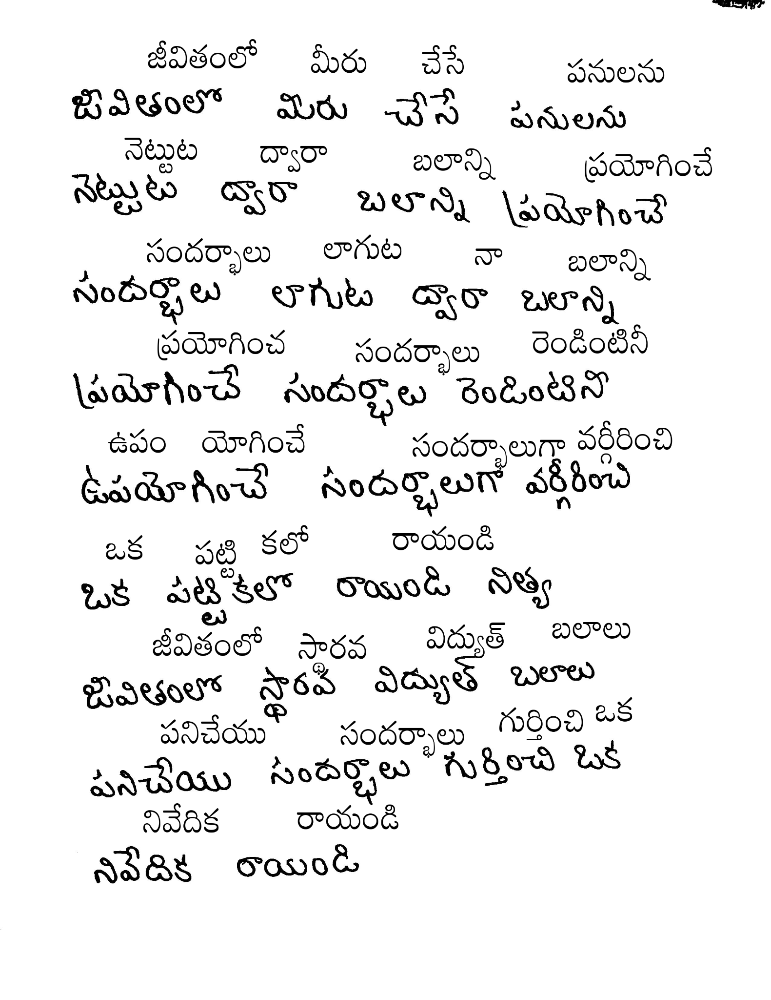 జీవితంలో మీరు చేసే పనులను
జీవితంలో మీరు చేసే పనులను
నెట్టుట ద్వారా బలాన్ని ప్రయోగించే
నెట్టుట ద్వారా బలాన్ని ప్రయోగించే
సందర్భాలు లాగుట నా బలాన్ని
సందర్భాలు లాగుట ద్వారా బలాన్ని
ప్రయోగించ సందర్భాలు రెండింటినీ
ప్రయోగించే సందర్భాలు రెండింటినీ
ఉపం యోగించే సందర్భాలుగా వర్గీరించి
ఉపయోగించే సందర్భాలుగా వర్గీరించి
ఒక పట్టి కలో రాయండి
ఒక పట్టికలో రాయండి నిత్య
జీవితంలో స్థారవ విద్యుత్ బలాలు
జీవితంలో స్థారవ విద్యుత్ బలాలు
పనిచేయు సందర్భాలు గుర్తించి ఒక
పనిచేయు సందర్భాలు గుర్తించి ఒక
నివేదిక రాయండి
నివేదిక రాయండి